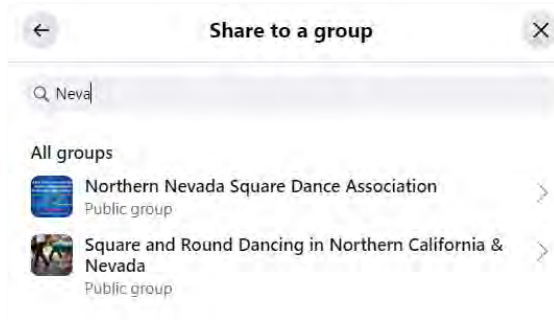 Share to a group
Neva
All groups
Northern Nevada Square Dance Association
Public group
Square and Round Dancing in Northern California &
Nevada
Public group